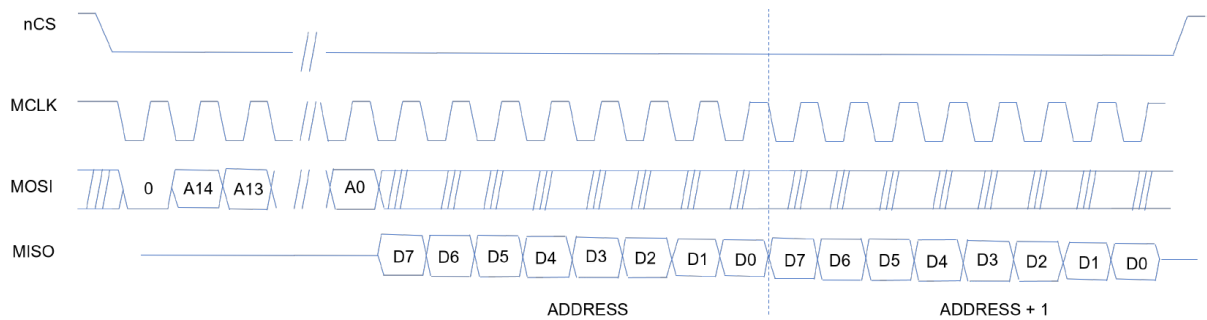 nCS
MCLK
MOSI 0 A14 A13 A0
MISO D7 D6 D5 D4 D3 D2 D1 D0 D7 D6 D5 D4 D3 D2 D1 D0
ADDRESS ADDRESS + 1